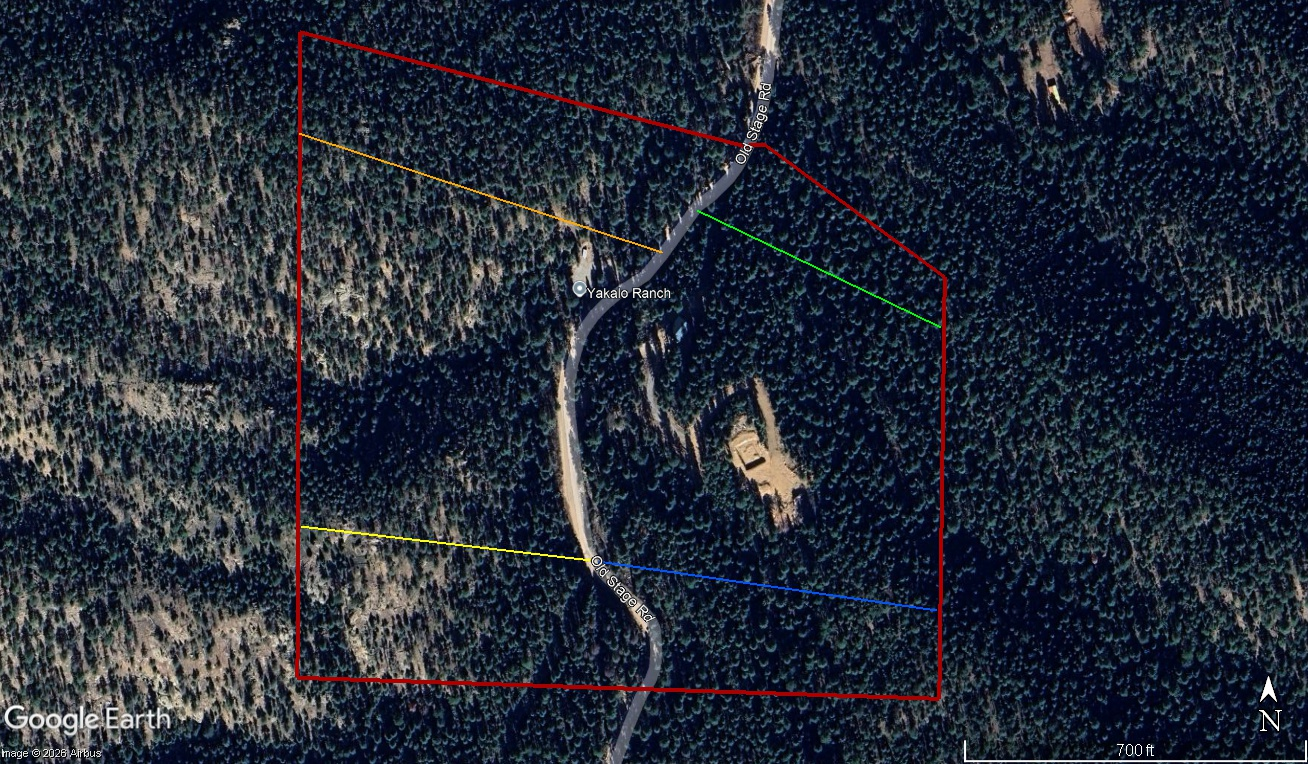 Old Stage Rd
Yakalo Ranch
Old Stage Rd
Google Earth
N
Image © 2026 Airbus
700 ft